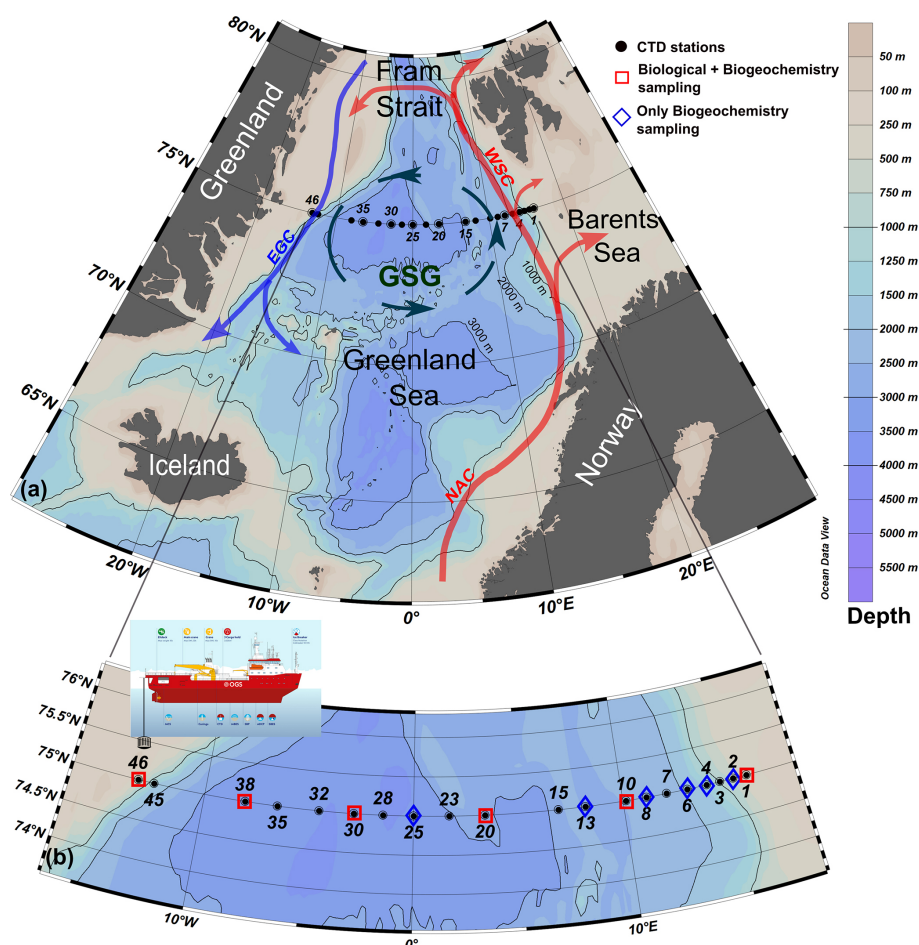 80°N
75°N
70°N
65°N
Greenland
Fram
Strait
WSC
46
35
30
25
20
15
7
4
1
Barents
Sea
EGC
GSG
1000 m
2000 m
3000 m
Greenland
Sea
Iceland
Norway
NAC
(a)
20°W
10°W
0°
10°E
20°E
CTD stations
Biological + Biogeochemistry
sampling
Only Biogeochemistry
sampling
50 m
100 m
250 m
500 m
750 m
1000 m
1500 m
2000 m
2500 m
3000 m
3500 m
4000 m
4500 m
5000 m
5500 m
Ocean Data View
Depth
OGS
76°N
75.5°N
75°N
74.5°N
74°N
46
45
38
35
32
30
28
25
23
20
15
13
10
8
7
6
4
3
2
1
(b)
10°W
0°
10°E